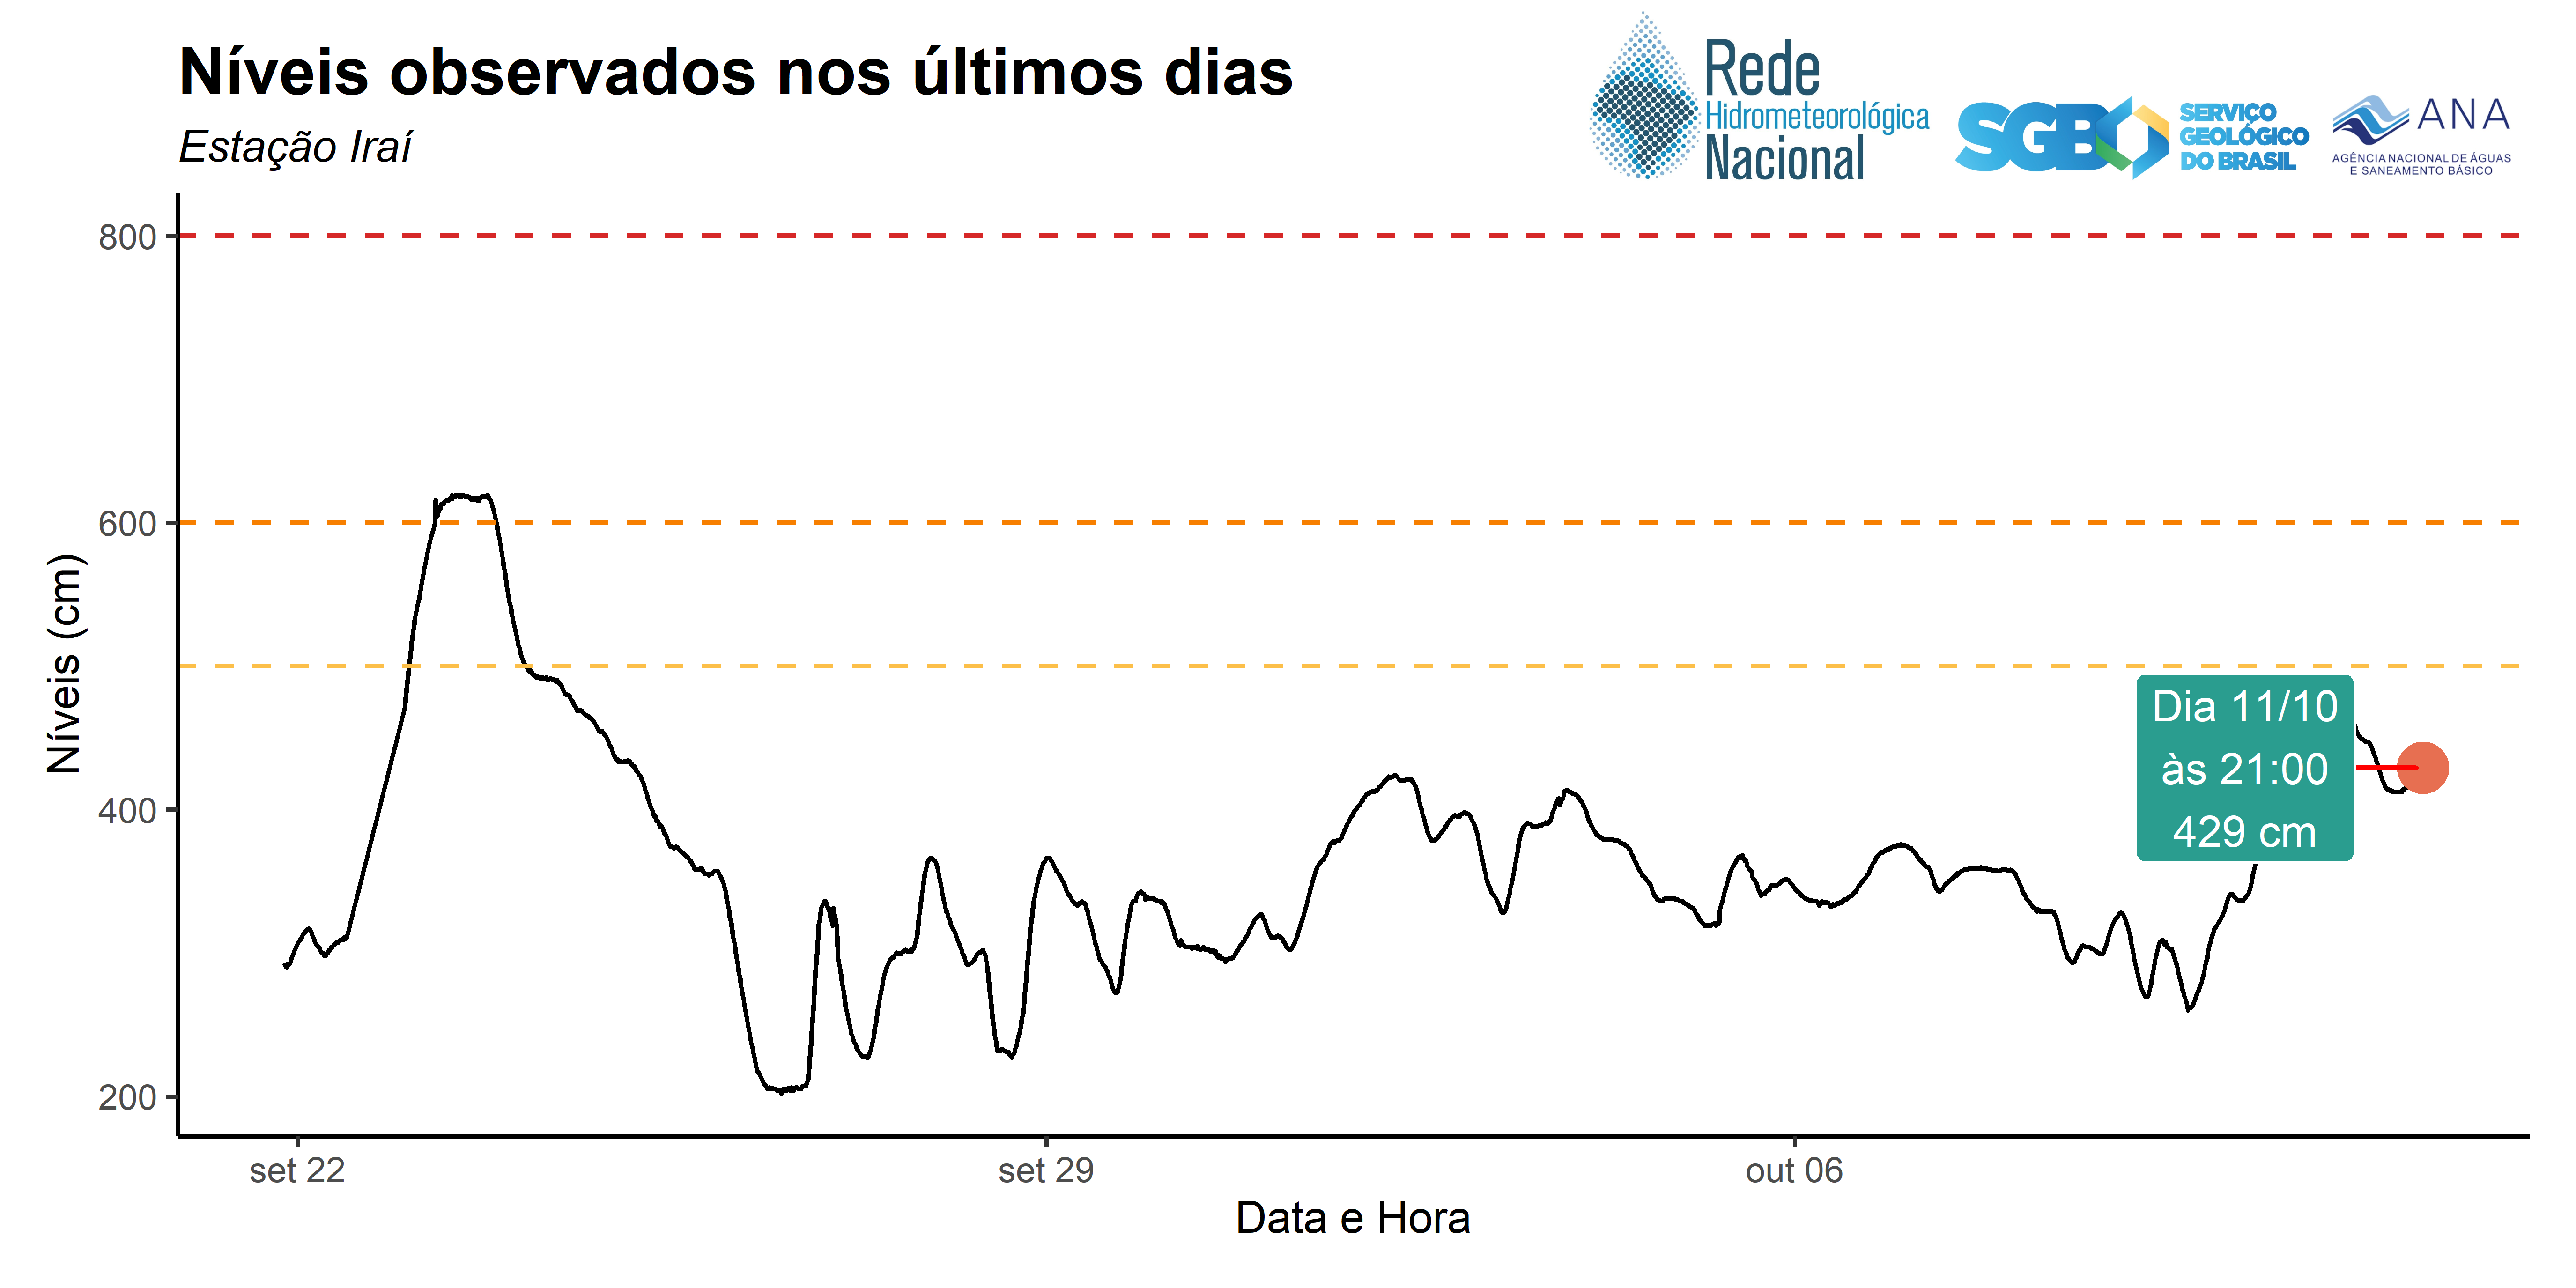 Níveis observados nos últimos dias
Estação Iraí
Rede
Hidrometeorológica
Nacional
SGB
SERVIÇO
GEOLÓGICO
DO BRASIL
ANA
AGÊNCIA NACIONAL DE ÁGUAS
E SANEAMENTO BÁSICO
800
600
400
200
Níveis (cm)
Dia 11/10
às 21:00
429 cm
set 22
set 29
out 06
Data e Hora